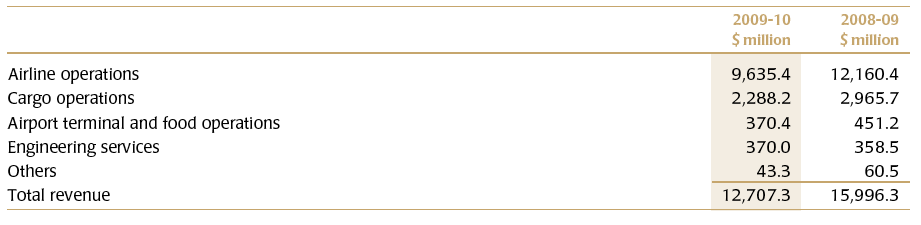 2009-10 2008-09
$ million $ million
Airline operations 9,635.4 12,160.4
Cargo operations 2,288.2 2,965.7
Airport terminal and food operations 370.4 451.2
Engineering services 370.0 358.5
Others 43.3 60.5
Total revenue 12,707.3 15,996.3